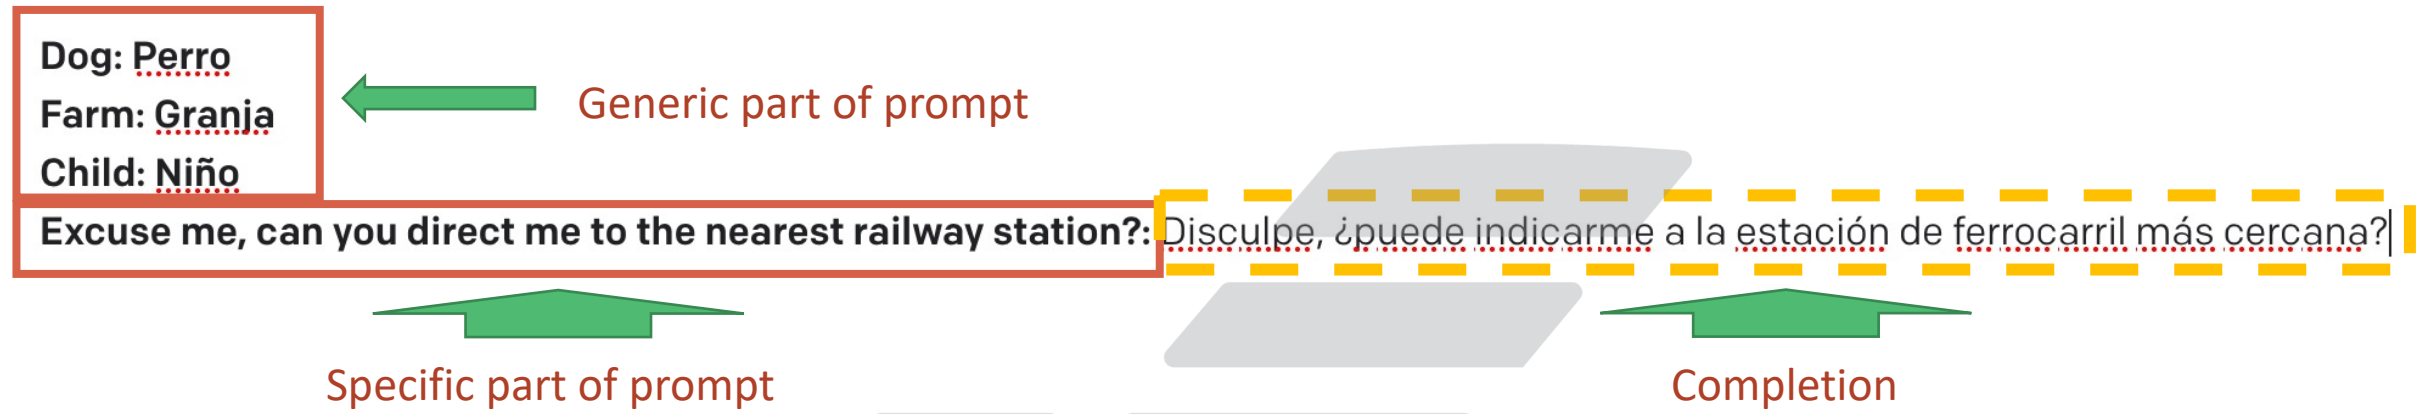 Dog: Perro
Farm: Granja
Generic part of prompt
Child: Niño
Excuse me, can you direct me to the nearest railway station?: Disculpe, ¿puede indicarme a la estación de ferrocarril más cercana?
Specific part of prompt
Completion